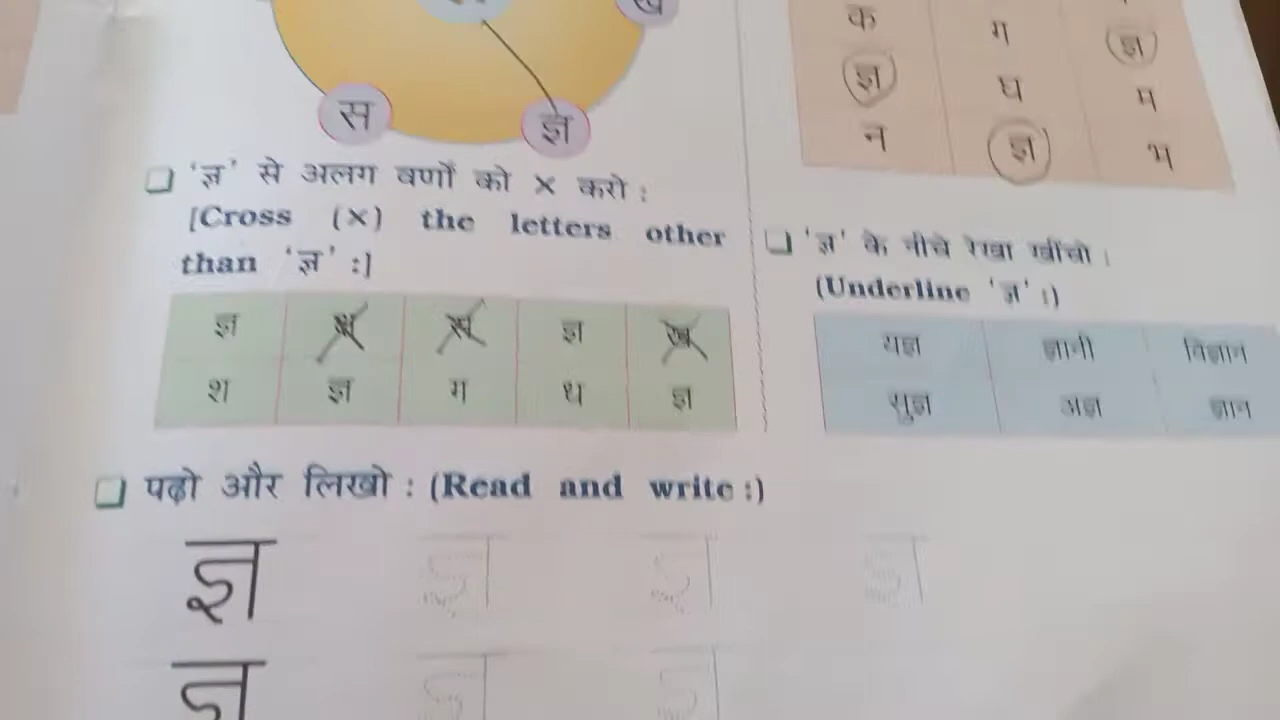 ख
स
ज्ञ
क ग ज्ञ
ज्ञ घ म
न ज्ञ भ
'ज्ञ' से अलग वर्णों को × करो :
[Cross (×) the letters other
than 'ज्ञ' :]
ज्ञ क्ष स ज्ञ ख
श ज्ञ ग ध ज्ञ
'ज्ञ' के नीचे रेखा खींचो।
(Underline 'ज्ञ' :)
यज्ञ ज्ञानी विज्ञान
सुज्ञ अज्ञ ज्ञान
पढ़ो और लिखो : (Read and write :)
ज्ञ ज्ञ ज्ञ ज्ञ
ज्ञ ज्ञ ज्ञ